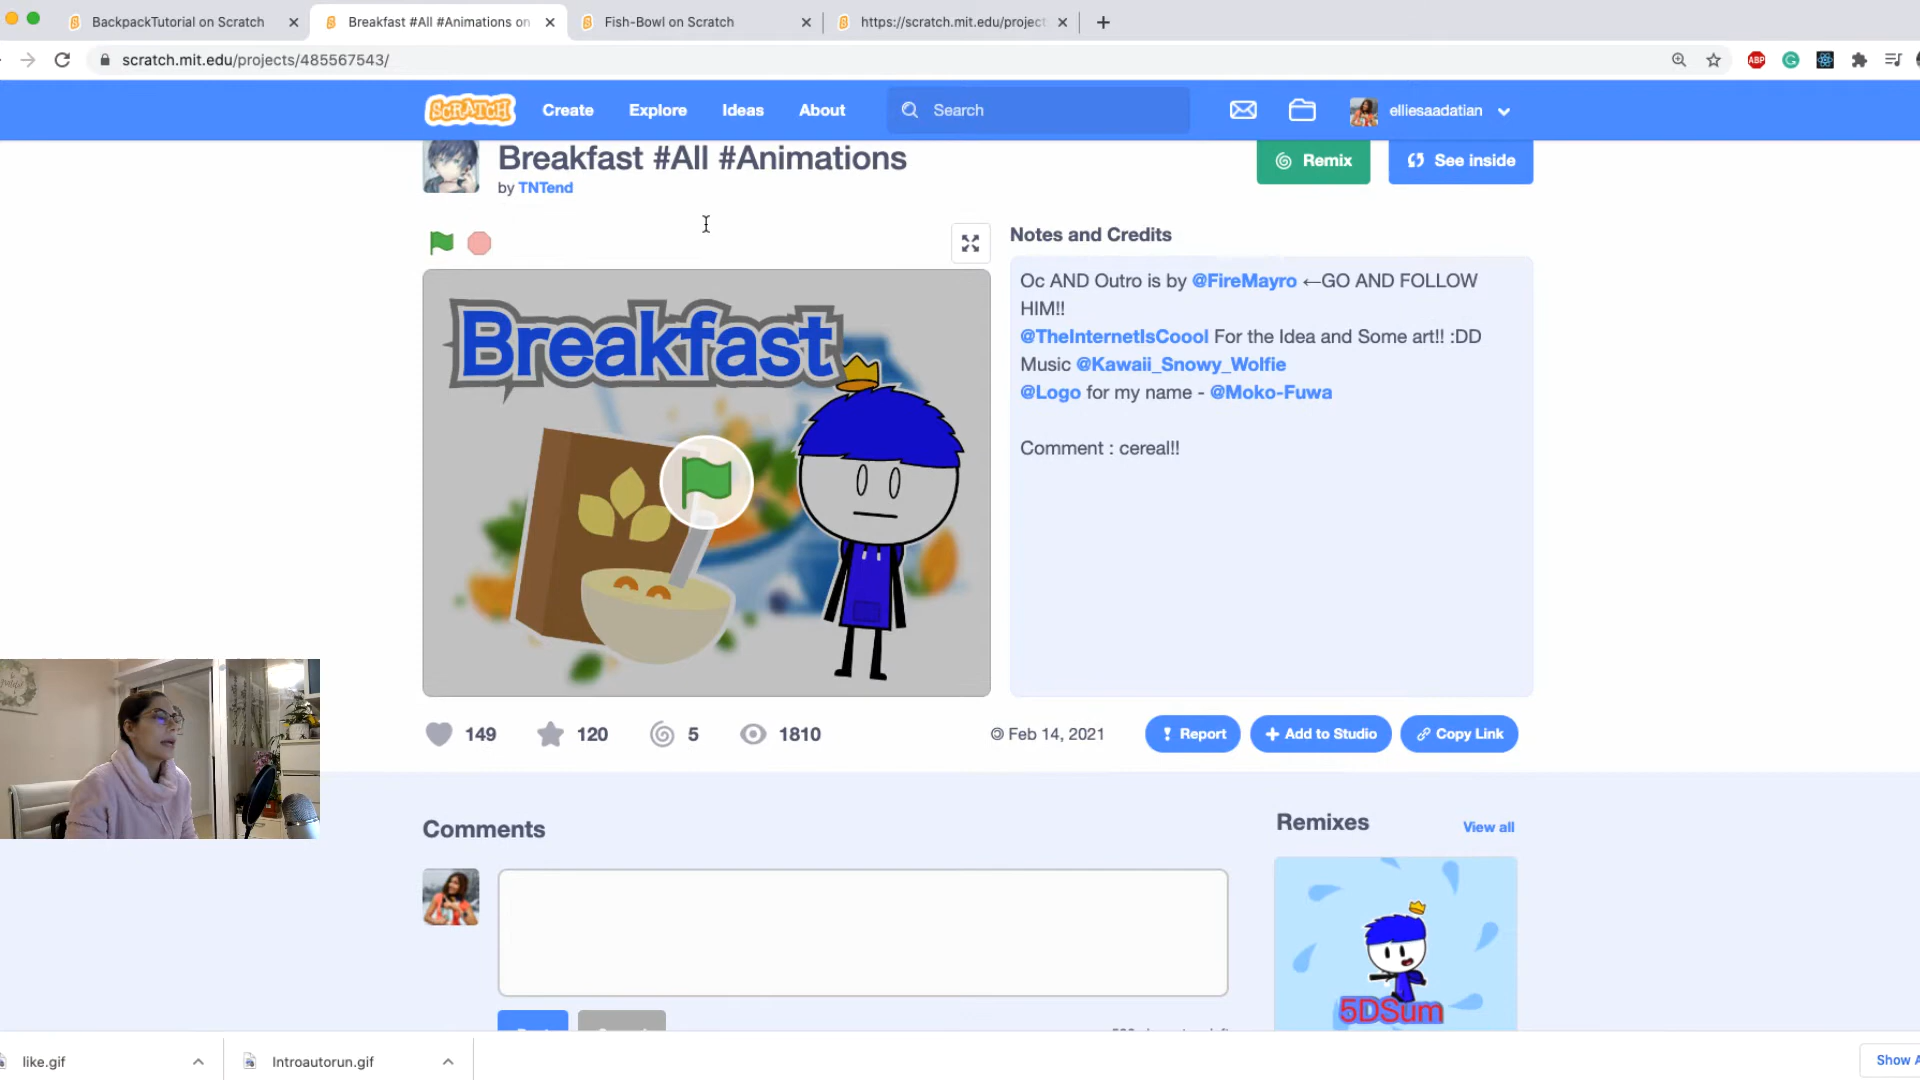 BackpackTutorial on Scratch
Breakfast #All #Animations on
Fish-Bowl on Scratch
https://scratch.mit.edu/project
scratch.mit.edu/projects/485567543/
ABP
SCRATCH
Create
Explore
Ideas
About
Search
elliesaadatian
Breakfast #All #Animations
by TNTend
Remix
See inside
Notes and Credits
Breakfast
Oc AND Outro is by @FireMayro ←GO AND FOLLOW
HIM!!
@TheInternetIsCoool For the Idea and Some art!! :DD
Music @Kawaii_Snowy_Wolfie
@Logo for my name - @Moko-Fuwa
Comment : cereal!!
149
120
5
1810
© Feb 14, 2021
Report
Add to Studio
Copy Link
Comments
Remixes
View all
5DSum
like.gif
Introautorun.gif
Show A